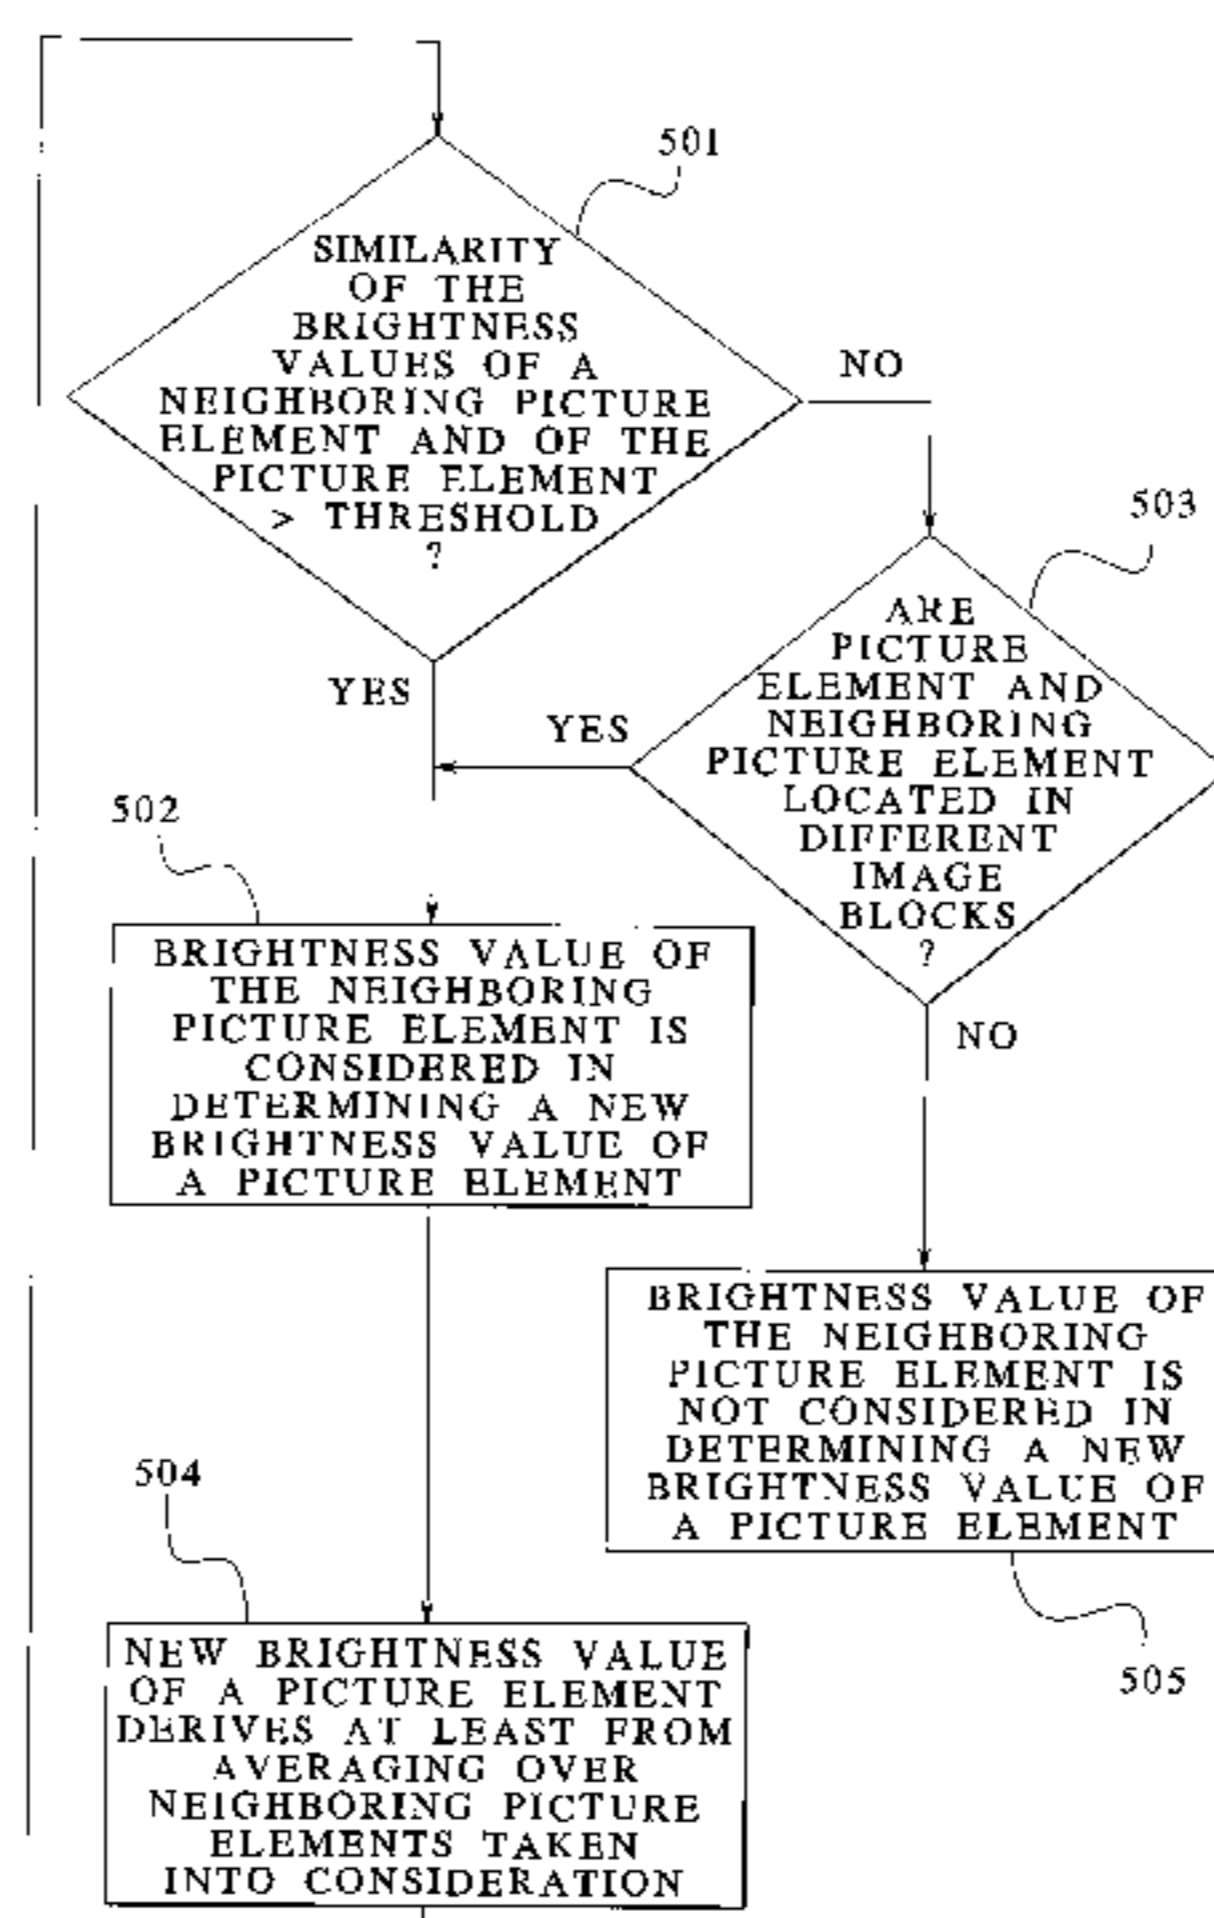 501
SIMILARITY
OF THE
BRIGHTNESS
VALUES OF A
NEIGHBORING PICTURE
ELEMENT AND OF THE
PICTURE ELEMENT
> THRESHOLD
?
NO
503
ARE
PICTURE
ELEMENT AND
NEIGHBORING
PICTURE ELEMENT
LOCATED IN
DIFFERENT
IMAGE
BLOCKS
?
YES
YES
NO
502
BRIGHTNESS VALUE OF
THE NEIGHBORING
PICTURE ELEMENT IS
CONSIDERED IN
DETERMINING A NEW
BRIGHTNESS VALUE OF
A PICTURE ELEMENT
BRIGHTNESS VALUE OF
THE NEIGHBORING
PICTURE ELEMENT IS
NOT CONSIDERED IN
DETERMINING A NEW
BRIGHTNESS VALUE OF
A PICTURE ELEMENT
505
504
NEW BRIGHTNESS VALUE
OF A PICTURE ELEMENT
DERIVES AT LEAST FROM
AVERAGING OVER
NEIGHBORING PICTURE
ELEMENTS TAKEN
INTO CONSIDERATION